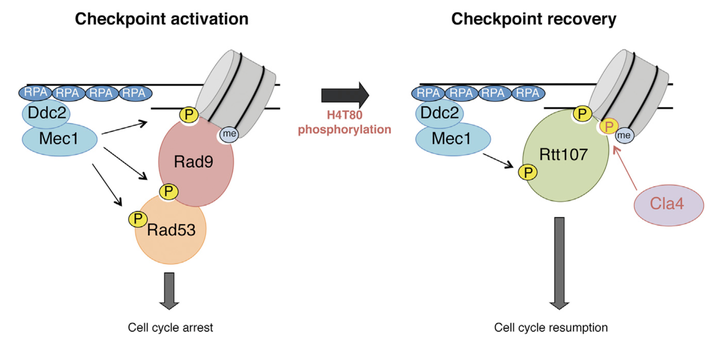 Checkpoint activation
RPA RPA RPA RPA
Ddc2
Mec1
P
me
Rad9
P
P
Rad53
Cell cycle arrest
H4T80
phosphorylation
Checkpoint recovery
RPA RPA RPA RPA
Ddc2
Mec1
P
P
me
Rtt107
P
Cla4
Cell cycle resumption